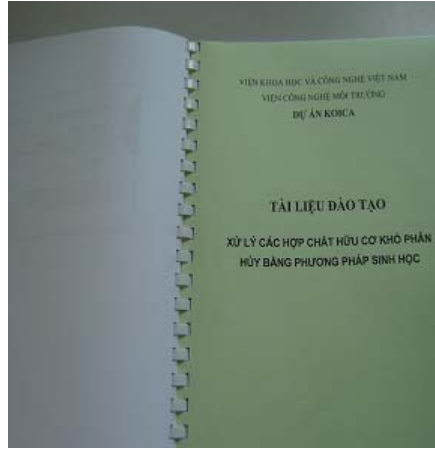 VIỆN KHOA HỌC VÀ CÔNG NGHỆ VIỆT NAM
VIỆN CÔNG NGHỆ MÔI TRƯỜNG
DỰ ÁN KOICA
TÀI LIỆU ĐÀO TẠO
XỬ LÝ CÁC HỢP CHẤT HỮU CƠ KHÓ PHÂN
HỦY BẰNG PHƯƠNG PHÁP SINH HỌC